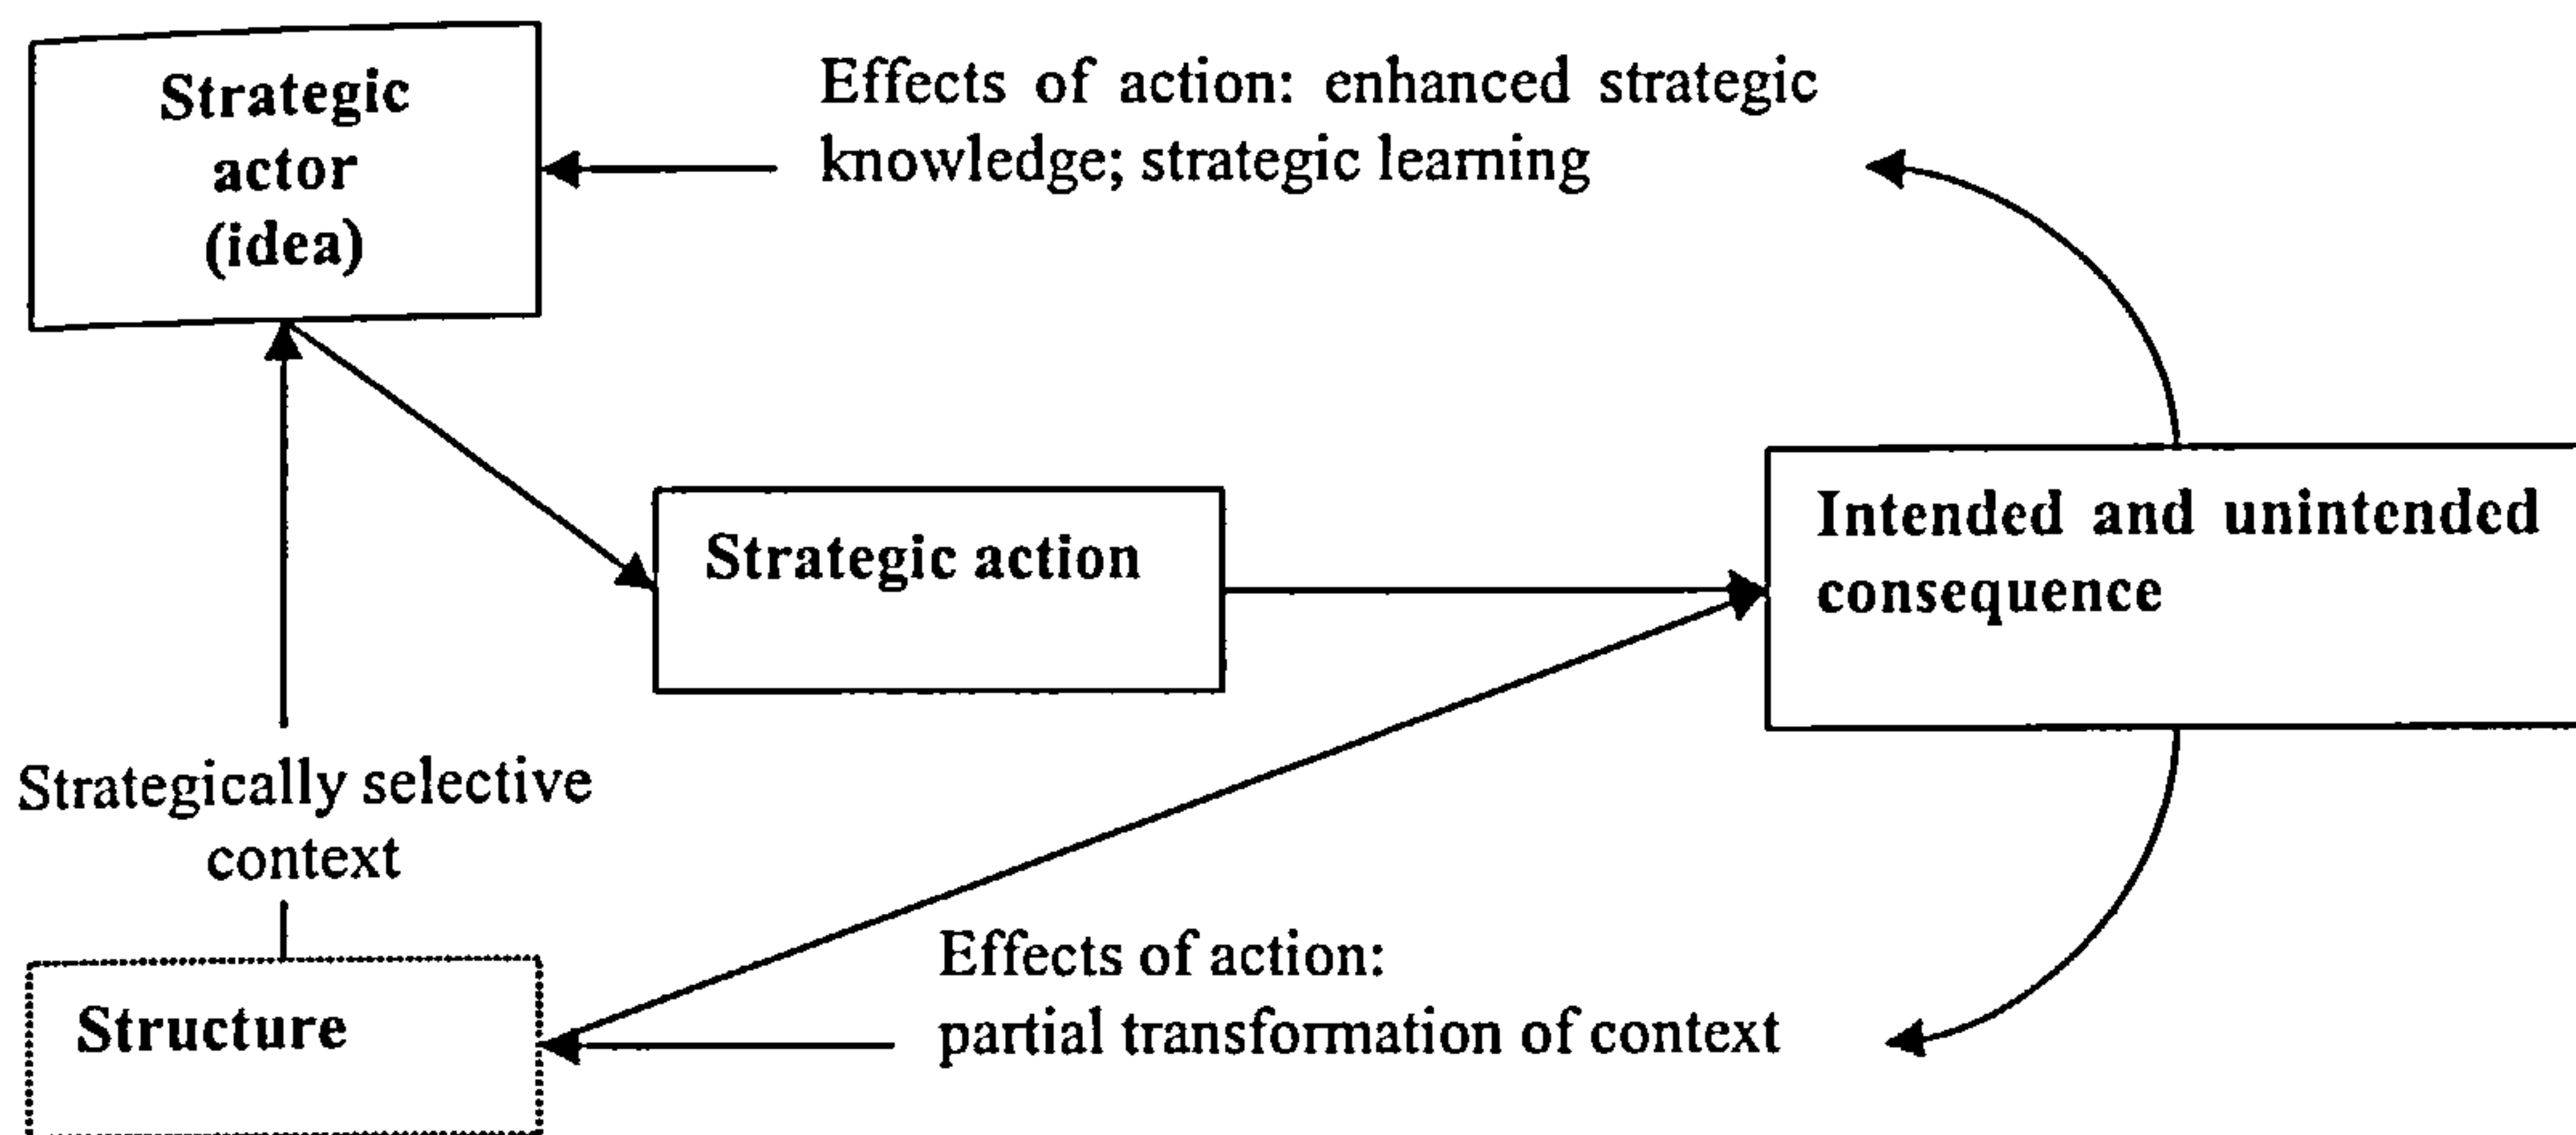 Strategic
actor
(idea)
Effects of action: enhanced strategic
knowledge; strategic learning
Strategic action
Intended and unintended
consequence
Strategically selective
context
Structure
Effects of action:
partial transformation of context